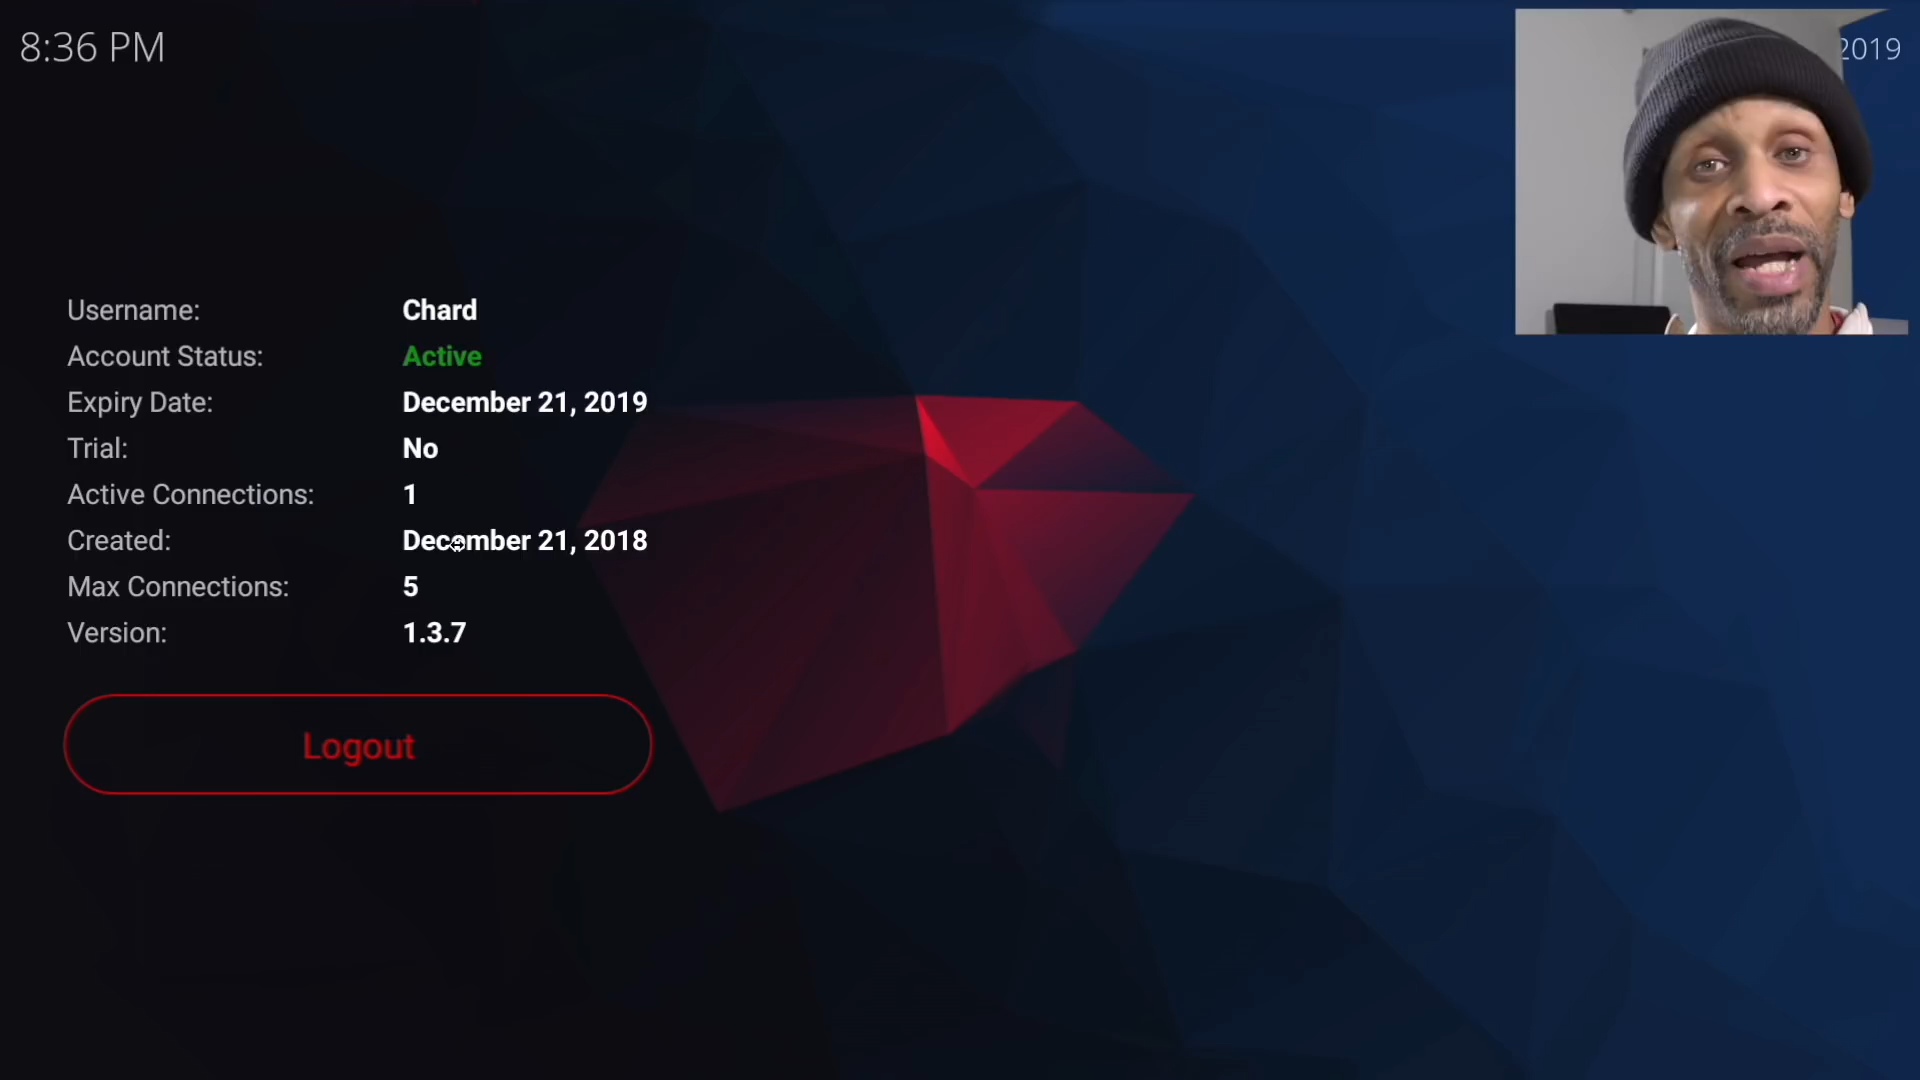 8:36 PM
2019
Username: Chard
Account Status: Active
Expiry Date: December 21, 2019
Trial: No
Active Connections: 1
Created: December 21, 2018
Max Connections: 5
Version: 1.3.7
Logout